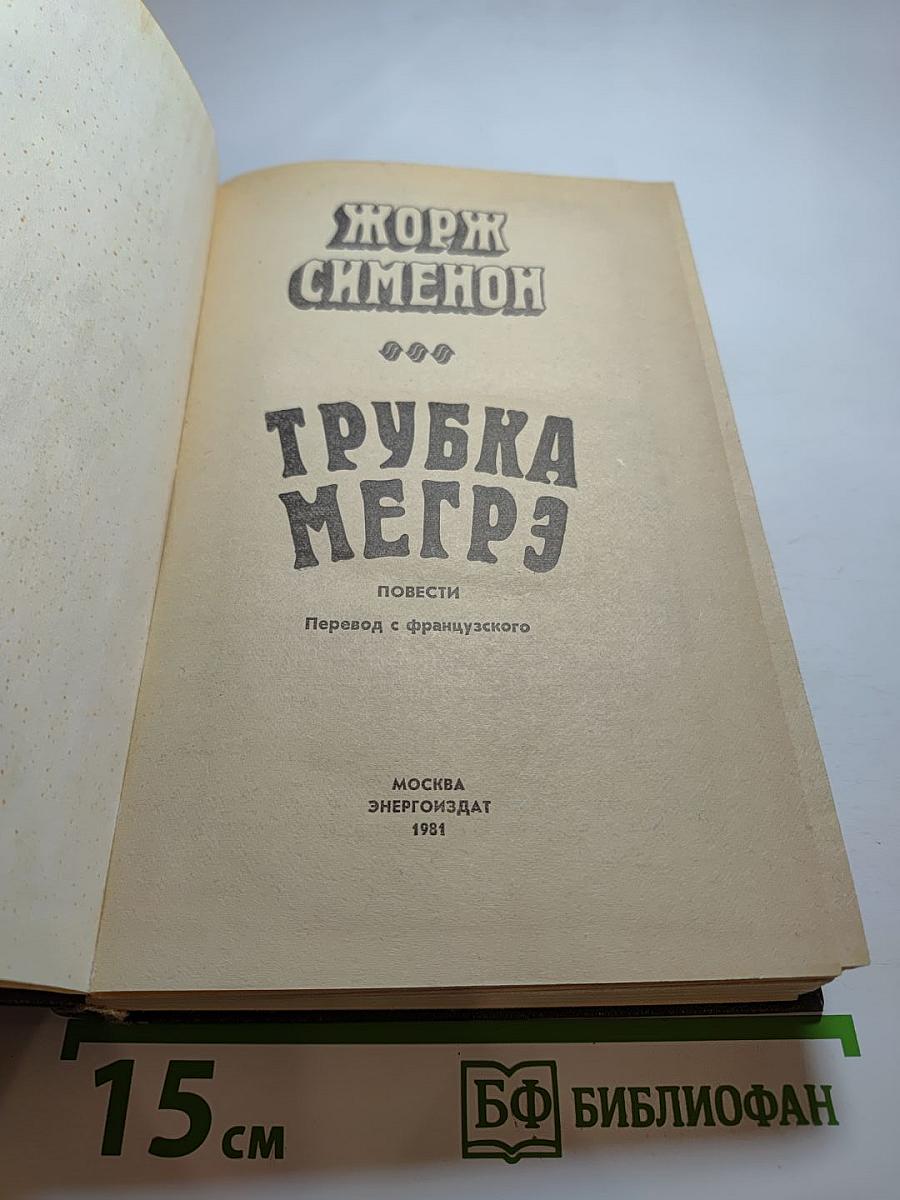 ЖОРЖ
СИМЕНОН
ТРУБКА
МЕГРЭ
ПОВЕСТИ
Перевод с французского
МОСКВА
ЭНЕРГОИЗДАТ
1981
15 см
БФ БИБЛИОФАН